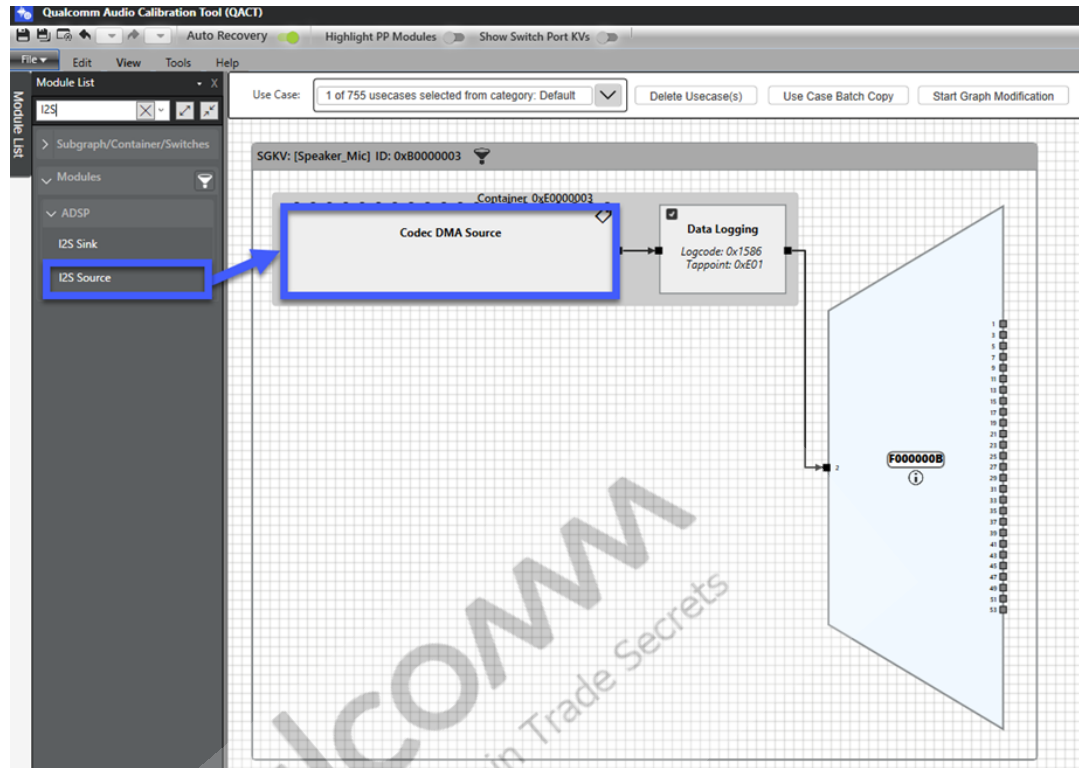 Qualcomm Audio Calibration Tool (QACT)
Auto Recovery
Highlight PP Modules
Show Switch Port KVs
File
Edit
View
Tools
Help
Module List
Module List
X
I2S
Subgraph/Container/Switches
Modules
ADSP
I2S Sink
I2S Source
Use Case:
1 of 755 usecases selected from category: Default
Delete Usecase(s)
Use Case Batch Copy
Start Graph Modification
SGKV: [Speaker_Mic] ID: 0xB0000003
Container 0xE0000003
Codec DMA Source
Data Logging
Logcode: 0x1586
Tappoint: 0xE01
2
F000000B
1
3
5
7
9
11
13
15
17
19
21
23
25
27
29
31
33
35
37
39
41
43
45
47
49
51
53
alcomm
in Trade Secrets